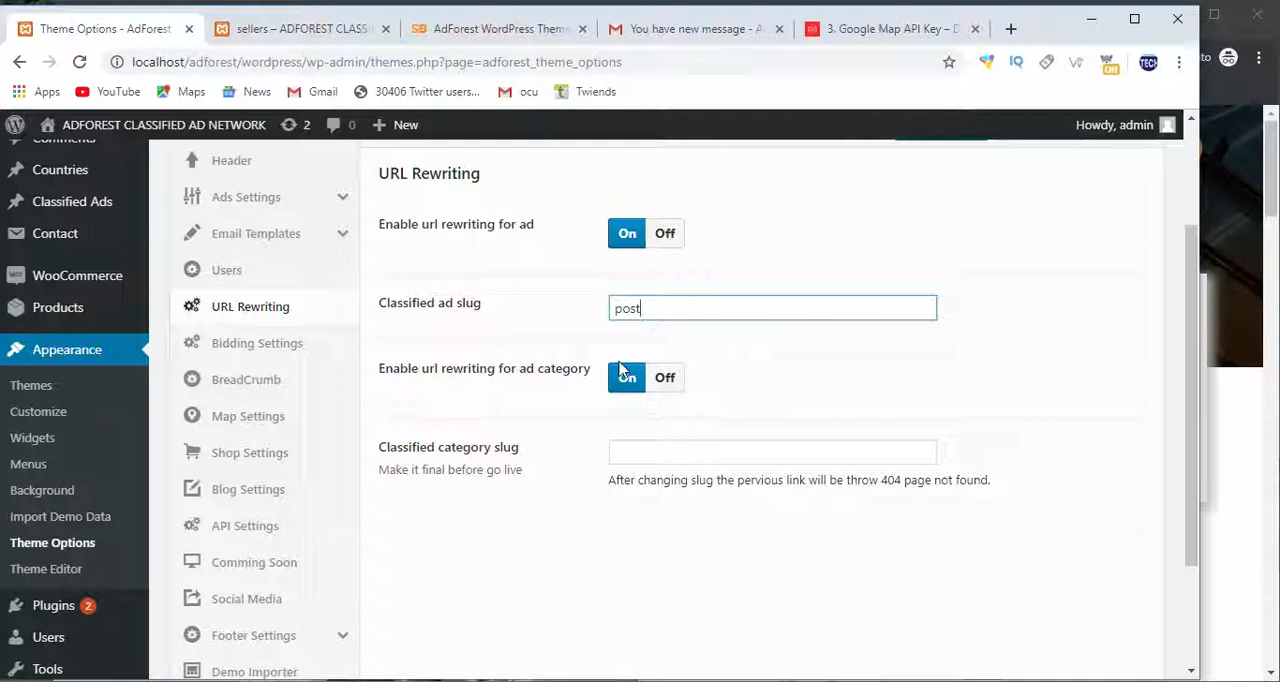 Theme Options - AdForest
sellers – ADFOREST CLASSI
AdForest WordPress Theme
You have new message - A
3. Google Map API Key – D
localhost/adforest/wordpress/wp-admin/themes.php?page=adforest_theme_options
IQ
Off
TECH
to
Apps
YouTube
Maps
News
Gmail
30406 Twitter users...
ocu
Twiends
ADFOREST CLASSIFIED AD NETWORK
2
0
New
Howdy, admin
Comments
Countries
Classified Ads
Contact
WooCommerce
Products
Appearance
Themes
Customize
Widgets
Menus
Background
Import Demo Data
Theme Options
Theme Editor
Plugins 2
Users
Tools
Header
Ads Settings
Email Templates
Users
URL Rewriting
Bidding Settings
BreadCrumb
Map Settings
Shop Settings
Blog Settings
API Settings
Comming Soon
Social Media
Footer Settings
Demo Importer
URL Rewriting
Enable url rewriting for ad
On Off
Classified ad slug
post
Enable url rewriting for ad category
On Off
Classified category slug
Make it final before go live
After changing slug the pervious link will be throw 404 page not found.